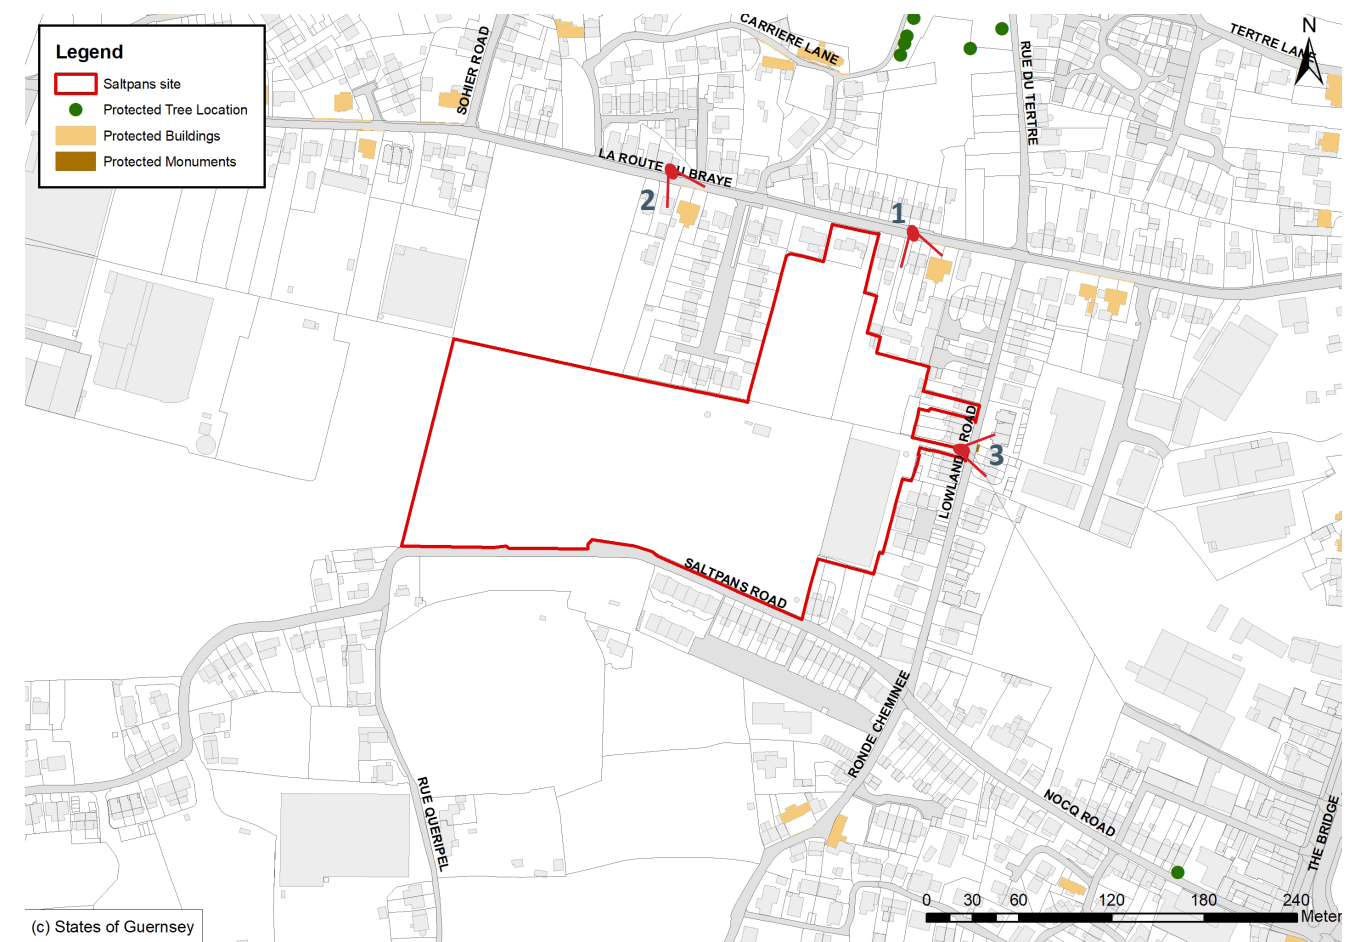 Legend
Saltpans site
Protected Tree Location
Protected Buildings
Protected Monuments
N
CARRIERE LANE
TERTRE LANE
SOHIER ROAD
RUE DU TERTRE
LA ROUTE DU BRAYE
2
1
3
LOWLAND ROAD
SALTPANS ROAD
RONDE CHEMINEE
RUE QUERIPEL
NOCQ ROAD
THE BRIDGE
0 30 60 120 180 240
Meter
(c) States of Guernsey